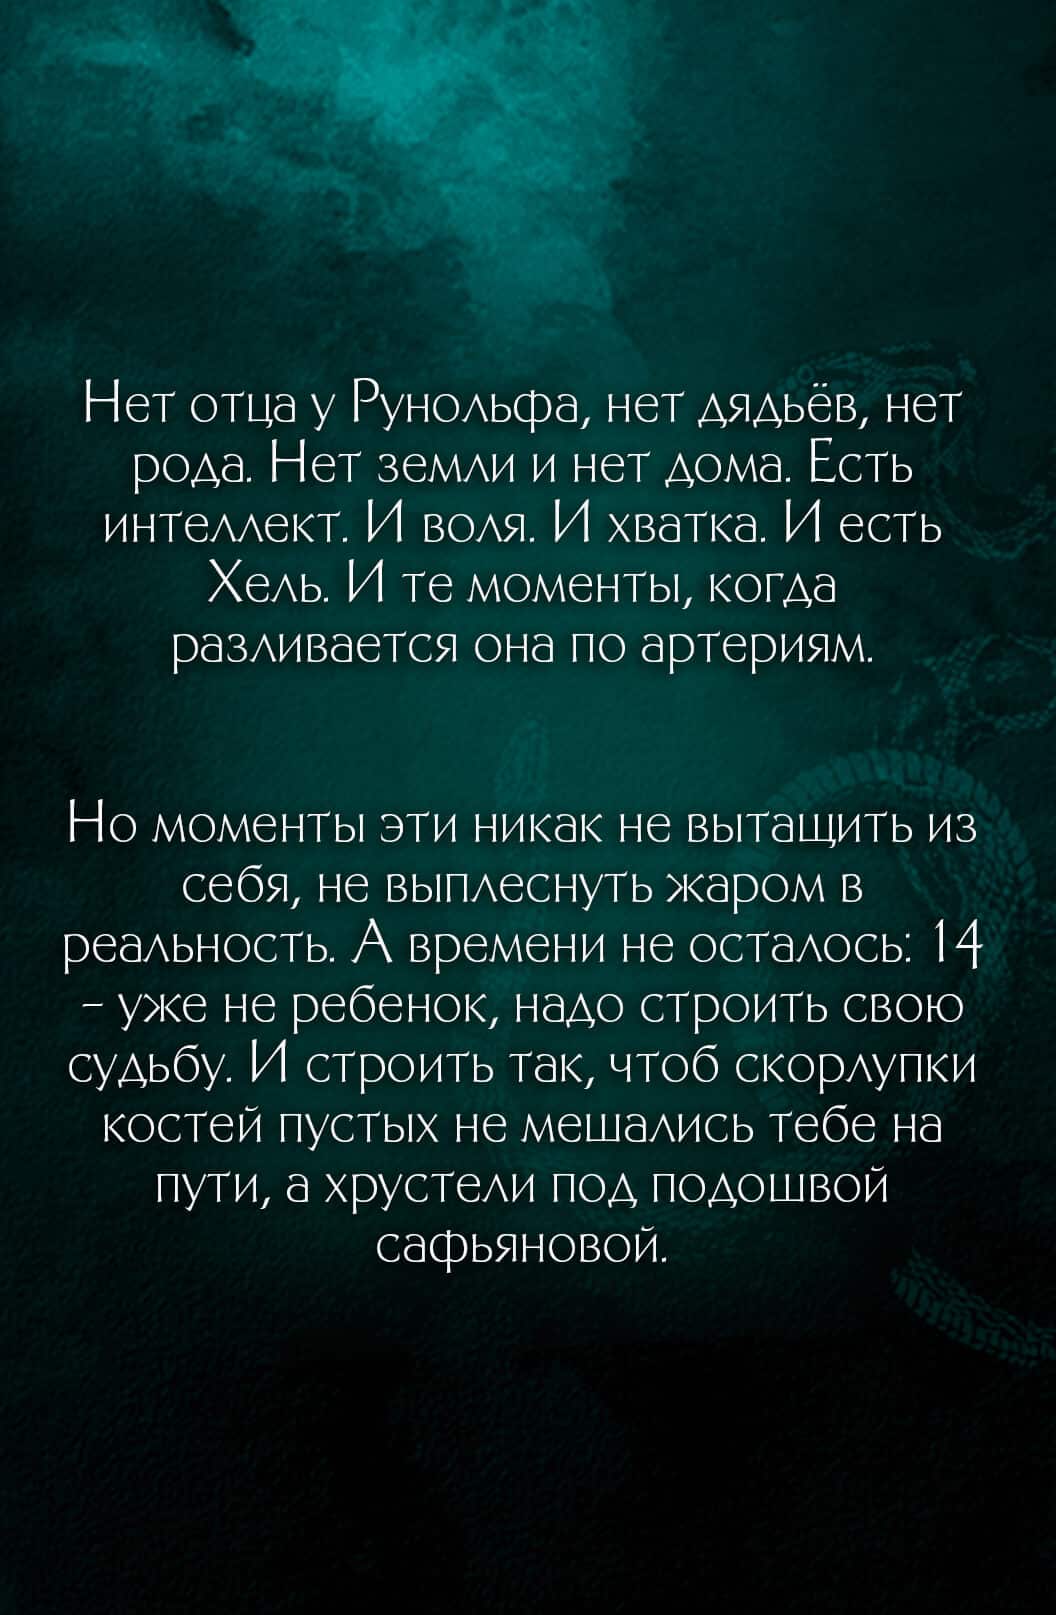 Нет отца у Рунольфа, нет дядьёв, нет
рода. Нет земли и нет дома. Есть
интеллект. И воля. И хватка. И есть
Хель. И те моменты, когда
разливается она по артериям.
Но моменты эти никак не вытащить из
себя, не выплеснуть жаром в
реальность. А времени не осталось: 14
- уже не ребенок, надо строить свою
судьбу. И строить так, чтоб скорлупки
костей пустых не мешались тебе на
пути, а хрустели под подошвой
сафьяновой.